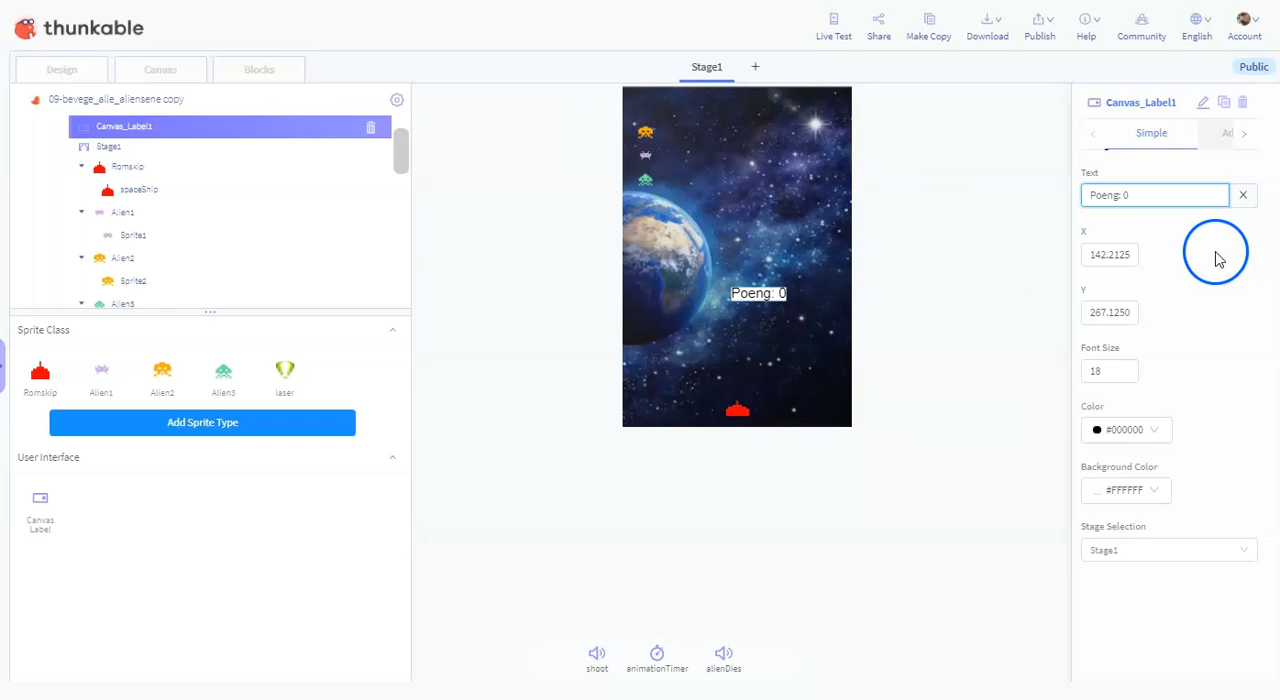 thunkable
Live Test
Share
Make Copy
Download
Publish
Help
Community
English
Account
Design
Canvas
Blocks
Stage1
+
Public
09-bevege_alle_aliensene copy
Canvas_Label1
Stage1
Romskip
spaceShip
Alien1
Sprite1
Alien2
Sprite2
Alien3
Sprite Class
Romskip
Alien1
Alien2
Alien3
laser
Add Sprite Type
User Interface
Canvas
Label
Poeng: 0
shoot
animationTimer
alienDies
Canvas_Label1
Simple
Ad
Text
Poeng: 0
X
142.2125
Y
267.1250
Font Size
18
Color
#000000
Background Color
#FFFFFF
Stage Selection
Stage1